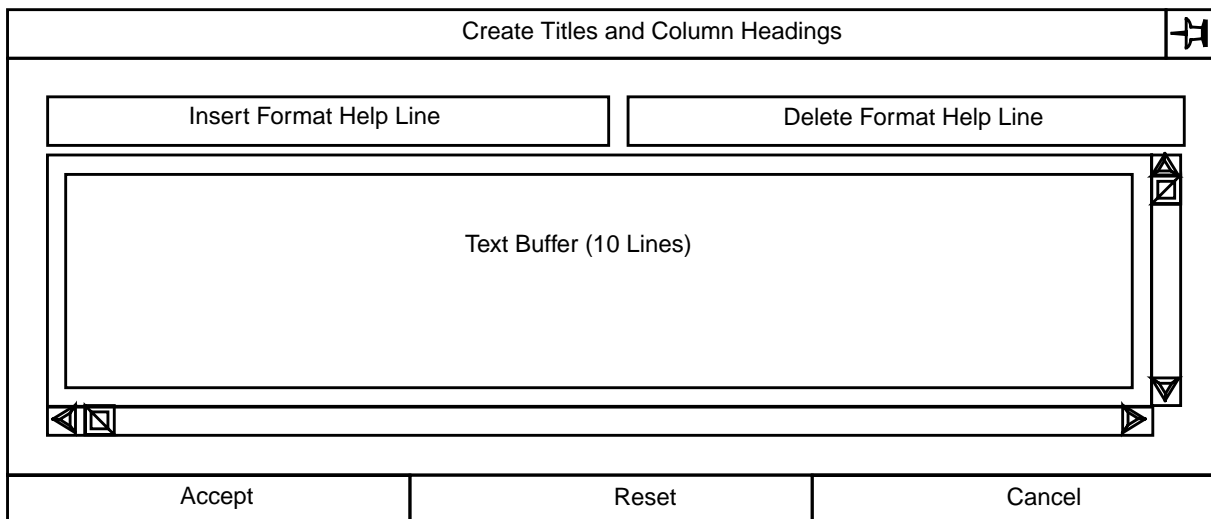 Create Titles and Column Headings
Insert Format Help Line
Delete Format Help Line
Text Buffer (10 Lines)
Accept
Reset
Cancel